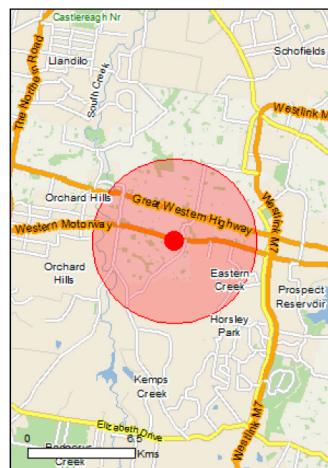 Castlereagh Nr
Schofields
Llandilo
The Northern Road
South Creek
Westlink M7
Orchard Hills
Great Western Highway
Western Motorway
Westlink M7
Orchard
Hills
Eastern
Creek
Prospect
Reservoir
Horsley
Park
Kemps
Creek
Westlink M7
Elizabeth Drive
0
6.5
Kms
Creek